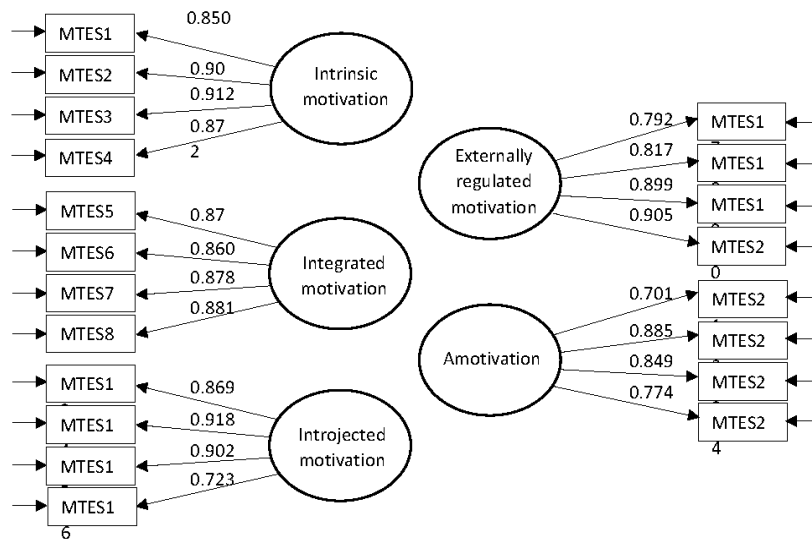 0.850
MTES1
MTES2
MTES3
MTES4
0.90
0.912
0.87
2
Intrinsic
motivation
MTES5
MTES6
MTES7
MTES8
0.87
0.860
0.878
0.881
Integrated
motivation
MTES1
MTES1
MTES1
MTES1
6
0.869
0.918
0.902
0.723
Introjected
motivation
Externally
regulated
motivation
0.792
0.817
0.899
0.905
MTES1
MTES1
MTES1
MTES2
0
Amotivation
0.701
0.885
0.849
0.774
MTES2
MTES2
MTES2
MTES2
4